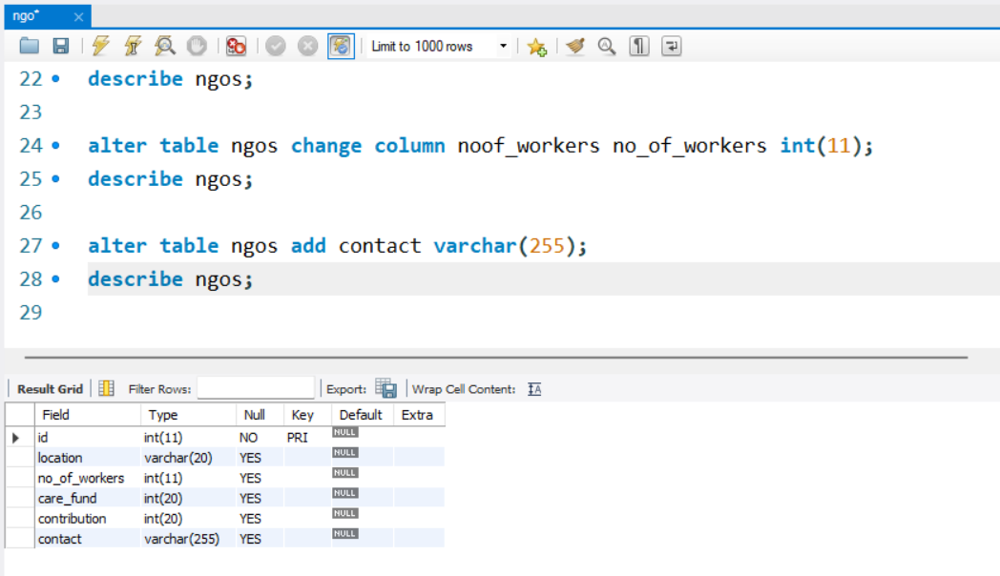 ngo*
Limit to 1000 rows
22 describe ngos;
23
24 alter table ngos change column noof_workers no_of_workers int(11);
25 describe ngos;
26
27 alter table ngos add contact varchar(255);
28 describe ngos;
29
Result Grid Filter Rows: Export: Wrap Cell Content: IA
Field Type Null Key Default Extra
id int(11) NO PRI NULL
location varchar(20) YES NULL
no_of_workers int(11) YES NULL
care_fund int(20) YES NULL
contribution int(20) YES NULL
contact varchar(255) YES NULL